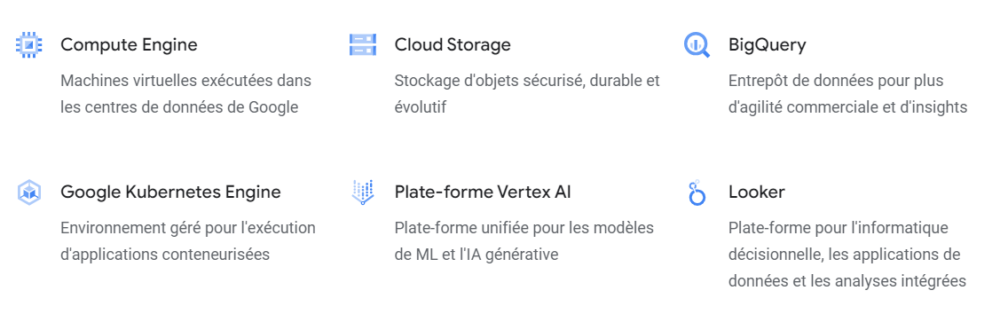 Compute Engine
Machines virtuelles exécutées dans
les centres de données de Google
Cloud Storage
Stockage d'objets sécurisé, durable et
évolutif
BigQuery
Entrepôt de données pour plus
d'agilité commerciale et d'insights
Google Kubernetes Engine
Environnement géré pour l'exécution
d'applications conteneurisées
Plate-forme Vertex AI
Plate-forme unifiée pour les modèles
de ML et l'IA générative
Looker
Plate-forme pour l'informatique
décisionnelle, les applications de
données et les analyses intégrées